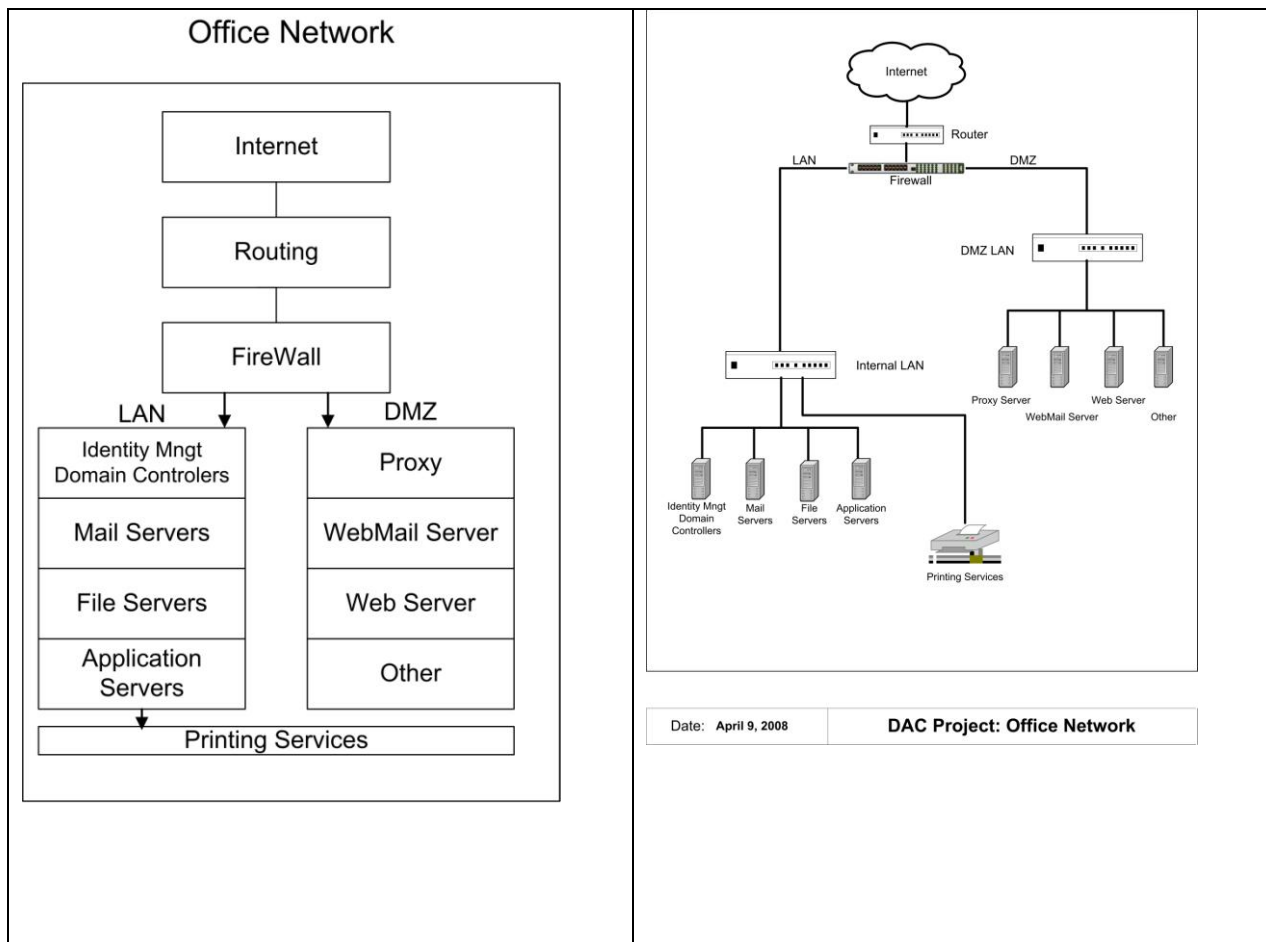 Office Network
Internet
Routing
FireWall
LAN
DMZ
Identity Mngt
Domain Controlers
Proxy
Mail Servers
WebMail Server
File Servers
Web Server
Application
Servers
Other
Printing Services
Internet
Router
LAN
DMZ
Firewall
DMZ LAN
Internal LAN
Proxy Server
Web Server
WebMail Server
Other
Identity Mngt
Domain
Controllers
Mail
Servers
File
Servers
Application
Servers
Printing Services
Date: April 9, 2008
DAC Project: Office Network